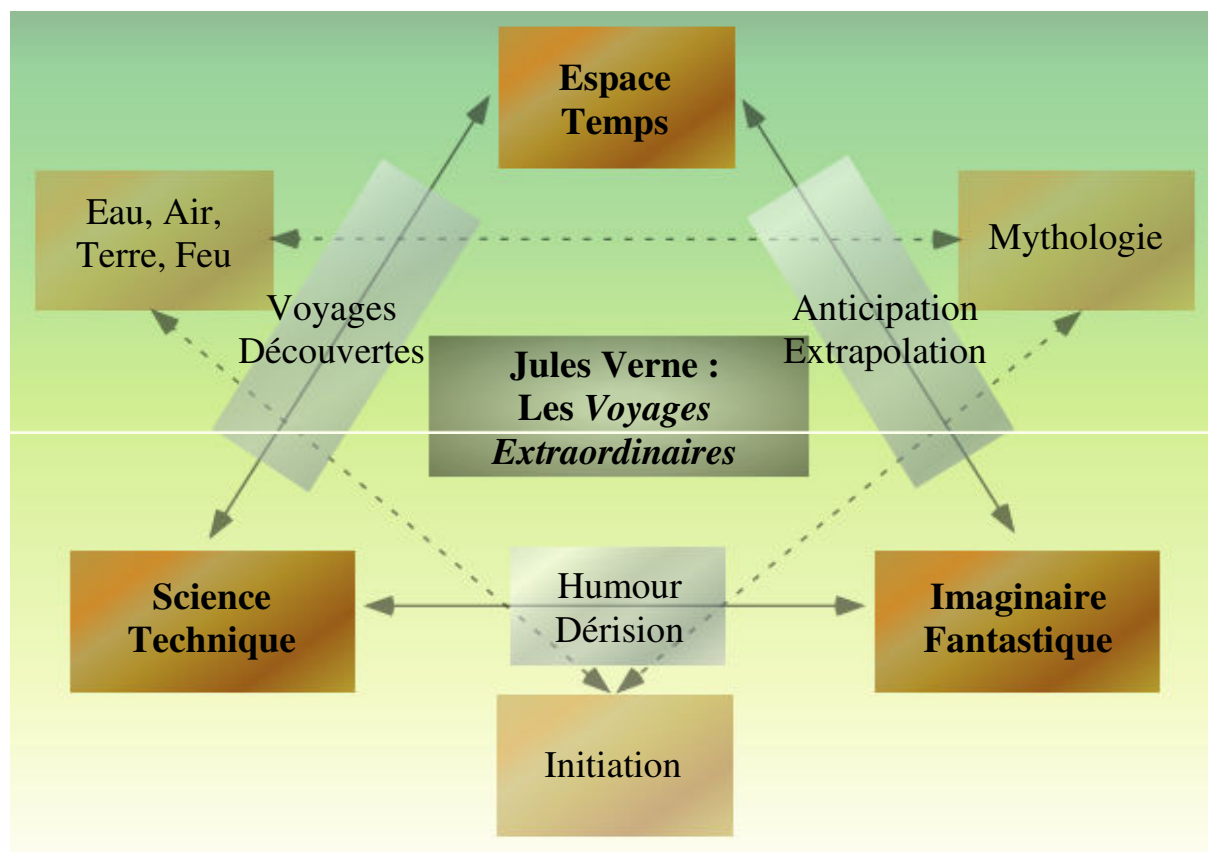 Espace
Temps
Eau, Air,
Terre, Feu
Mythologie
Voyages
Découvertes
Anticipation
Extrapolation
Jules Verne :
Les Voyages
Extraordinaires
Science
Technique
Humour
Dérision
Imaginaire
Fantastique
Initiation